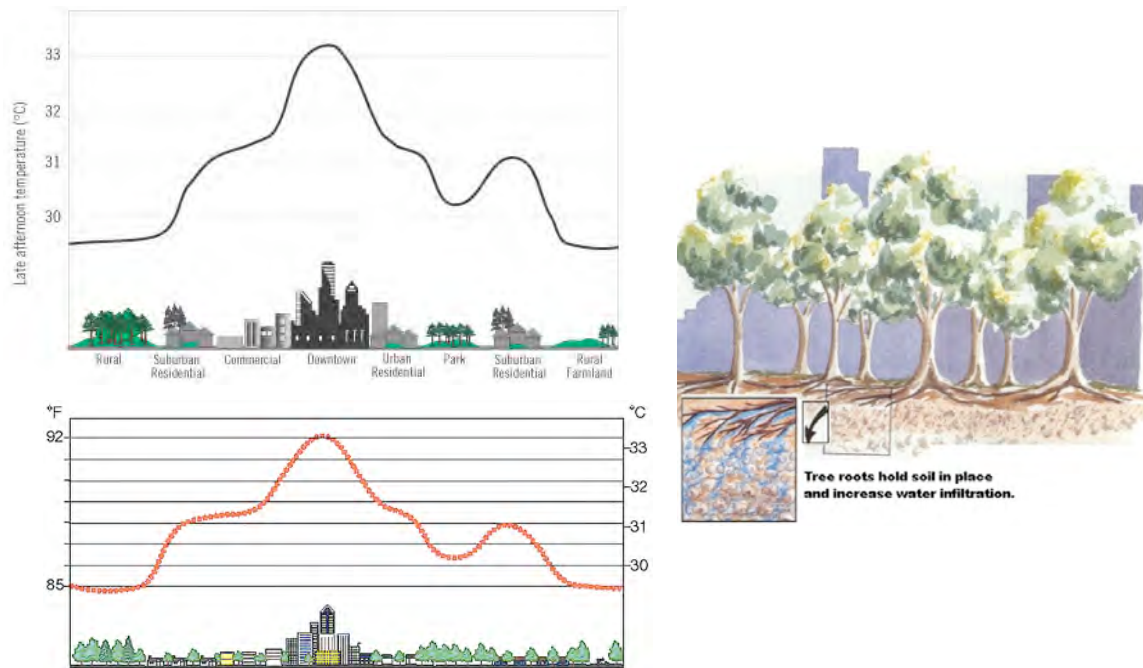 Late afternoon temperature (°C)
33
32
31
30
Rural
Suburban
Residential
Commercial
Downtown
Urban
Residential
Park
Suburban
Residential
Rural
Farmland
°F
°C
92
33
32
31
30
85
Tree roots hold soil in place
and increase water infiltration.